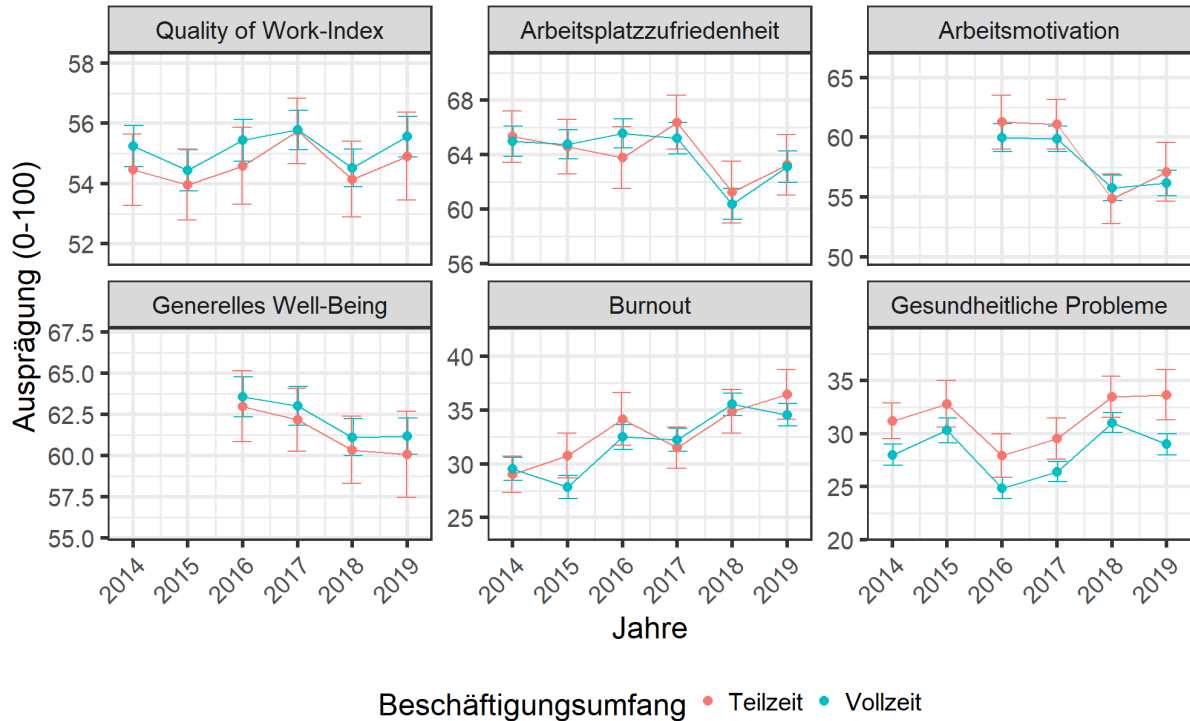 Quality of Work-Index
Arbeitsplatzzufriedenheit
Arbeitsmotivation
58
56
54
52
68
64
60
56
65
60
55
50
Ausprägung (0-100)
Generelles Well-Being
Burnout
Gesundheitliche Probleme
67.5
65.0
62.5
60.0
57.5
55.0
40
35
30
25
35
30
25
20
2014 2015 2016 2017 2018 2019
2014 2015 2016 2017 2018 2019
2014 2015 2016 2017 2018 2019
Jahre
Beschäftigungsumfang Teilzeit Vollzeit